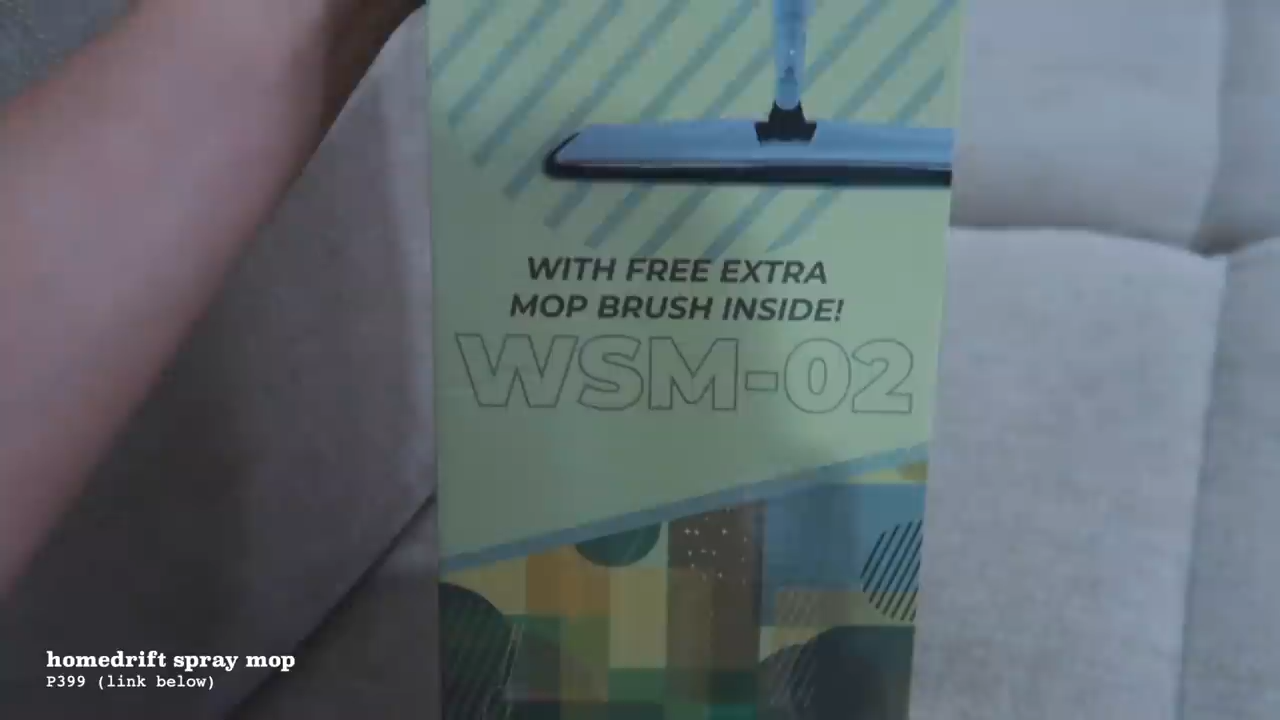 WITH FREE EXTRA
MOP BRUSH INSIDE!
WSM-02
homedrift spray mop
P399 (link below)